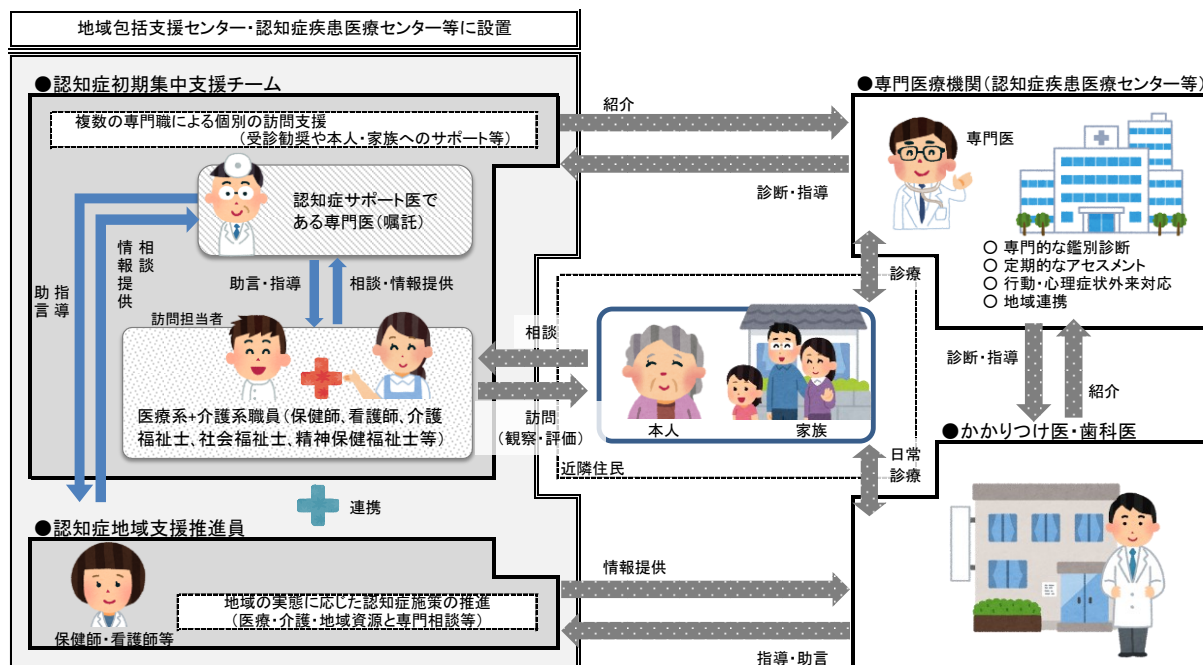 地域包括支援センター・認知症疾患医療センター等に設置
●認知症初期集中支援チーム
複数の専門職による個別の訪問支援
(受診勧奨や本人・家族へのサポート等)
認知症サポート医で
ある専門医(嘱託)
助言・指導
相談・情報提供
指導
助言
相談
情報提供
訪問担当者
医療系+介護系職員(保健師、看護師、介護
福祉士、社会福祉士、精神保健福祉士等)
連携
●認知症地域支援推進員
地域の実態に応じた認知症施策の推進
(医療・介護・地域資源と専門相談等)
保健師・看護師等
紹介
診断・指導
相談
訪問
(観察・評価)
本人
家族
近隣住民
診療
日常
診療
情報提供
指導・助言
●専門医療機関(認知症疾患医療センター等)
専門医
○ 専門的な鑑別診断
○ 定期的なアセスメント
○ 行動・心理症状外来対応
○ 地域連携
診断・指導
紹介
●かかりつけ医・歯科医